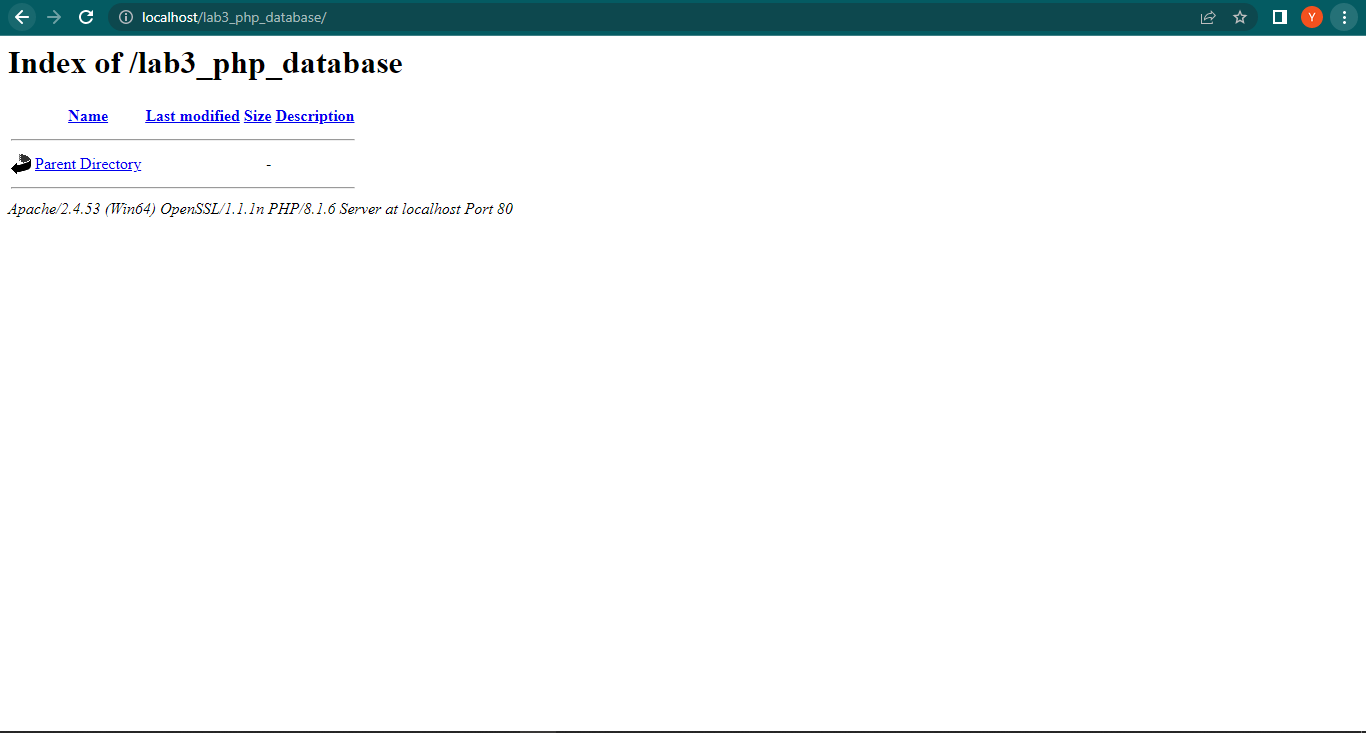 localhost/lab3_php_database/
Y
Index of /lab3_php_database
Name Last modified Size Description
Parent Directory -
Apache/2.4.53 (Win64) OpenSSL/1.1.1n PHP/8.1.6 Server at localhost Port 80